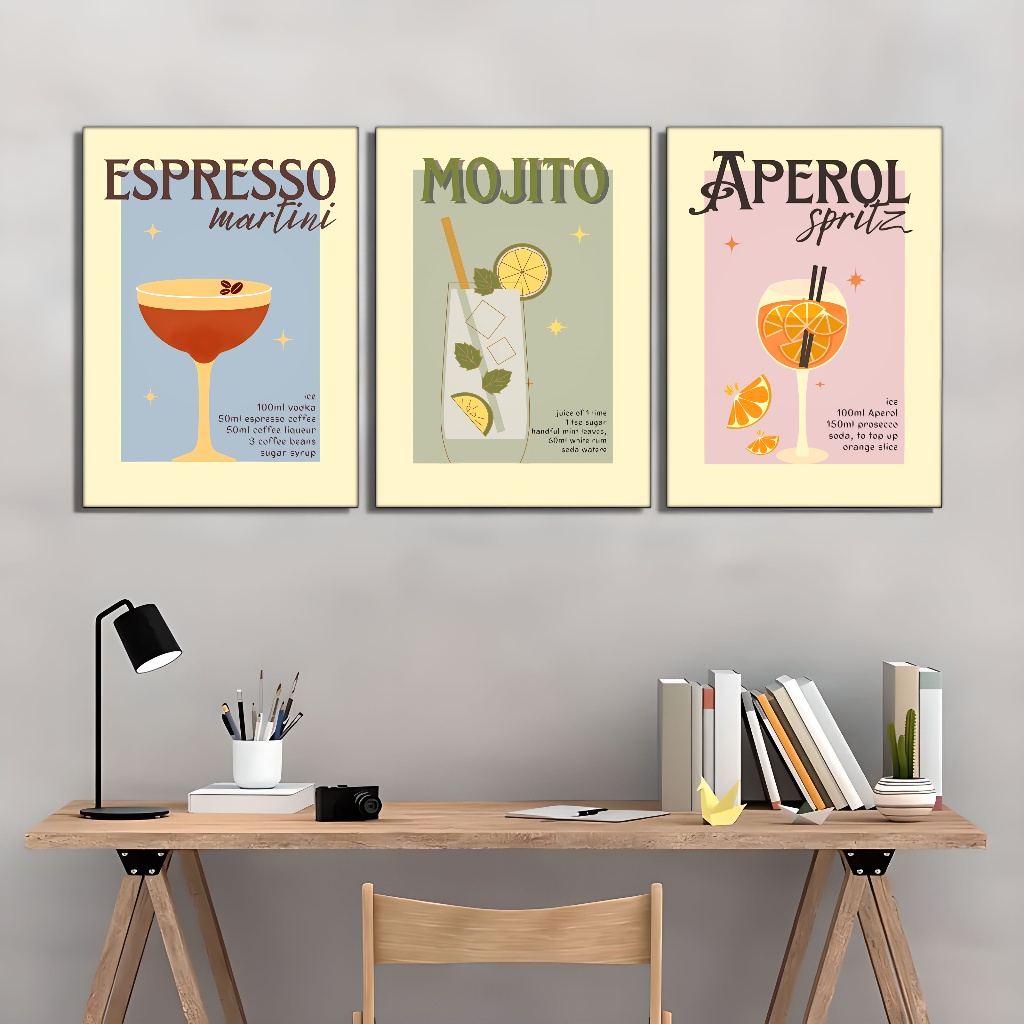 ESPRESSO
martini
ice
100ml vodka
50ml espresso coffee
50ml coffee liqueur
3 coffee beans
sugar syrup
MOJITO
juice of 1 lime
1 tsp sugar
handful mint leaves,
60ml white rum
soda watere
APEROL
spritz
ice
100ml Aperol
150ml prosecco
soda, to top up
orange slice